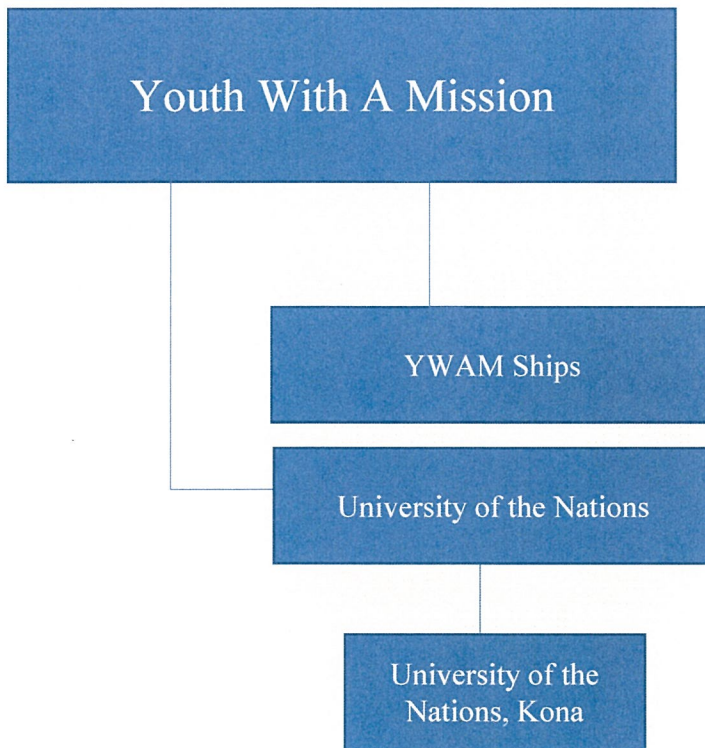 Youth With A Mission
YWAM Ships
University of the Nations
University of the
Nations, Kona